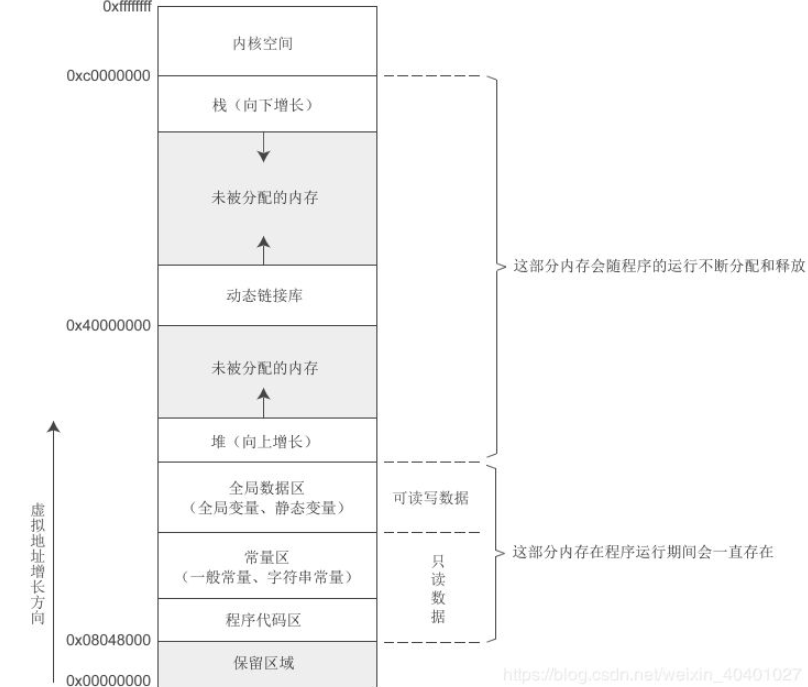 0xffffffff
内核空间
0xc0000000
栈（向下增长）
未被分配的内存
这部分内存会随程序的运行不断分配和释放
动态链接库
0x40000000
未被分配的内存
堆（向上增长）
全局数据区
（全局变量、静态变量）
可读写数据
虚拟地址增长方向
常量区
（一般常量、字符串常量）
只读数据
这部分内存在程序运行期间会一直存在
程序代码区
0x08048000
保留区域
0x00000000
https://blog.csdn.net/weixin_40401027